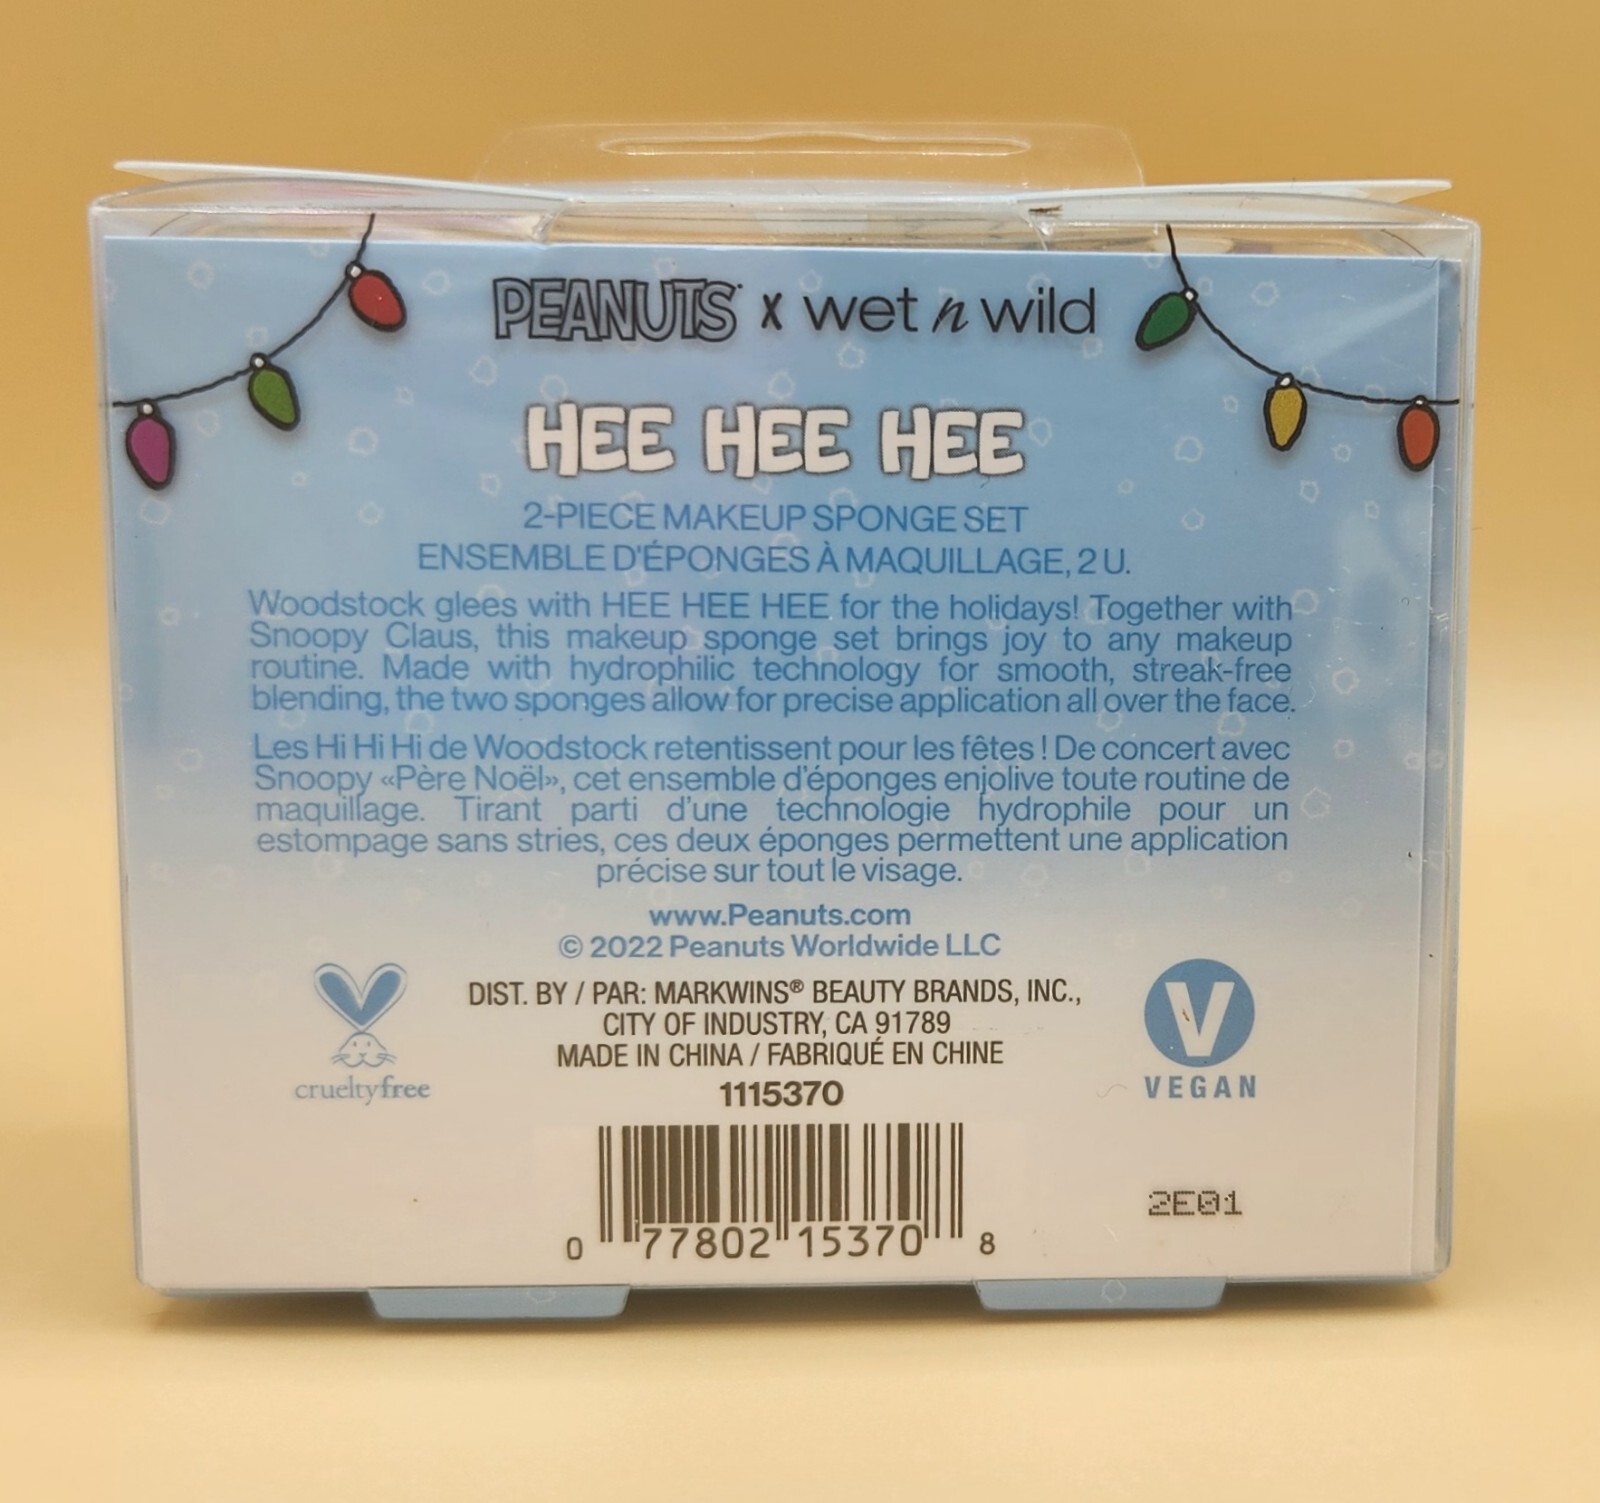 PEANUTS x wet n wild
HEE HEE HEE
2-PIECE MAKEUP SPONGE SET
ENSEMBLE D'ÉPONGES À MAQUILLAGE, 2 U.
Woodstock glees with HEE HEE HEE for the holidays! Together with
Snoopy Claus, this makeup sponge set brings joy to any makeup
routine. Made with hydrophilic technology for smooth, streak-free
blending, the two sponges allow for precise application all over the face.
Les Hi Hi Hi de Woodstock retentissent pour les fêtes ! De concert avec
Snoopy «Père Noël», cet ensemble d'éponges enjolive toute routine de
maquillage. Tirant parti d'une technologie hydrophile pour un
estompage sans stries, ces deux éponges permettent une application
précise sur tout le visage.
www.Peanuts.com
© 2022 Peanuts Worldwide LLC
DIST. BY / PAR: MARKWINS® BEAUTY BRANDS, INC.,
CITY OF INDUSTRY, CA 91789
MADE IN CHINA / FABRIQUÉ EN CHINE
1115370
crueltyfree
V
VEGAN
2E01
0 77802 15370 8